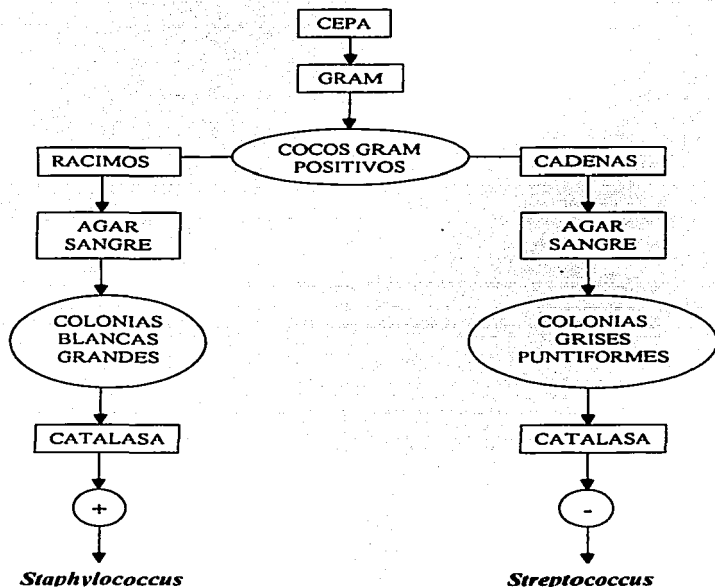 CEPA
GRAM
COCOS GRAM
POSITIVOS
RACIMOS
CADENAS
AGAR
SANGRE
AGAR
SANGRE
COLONIAS
BLANCAS
GRANDES
COLONIAS
GRISES
PUNTIFORMES
CATALASA
CATALASA
+
-
Staphylococcus
Streptococcus